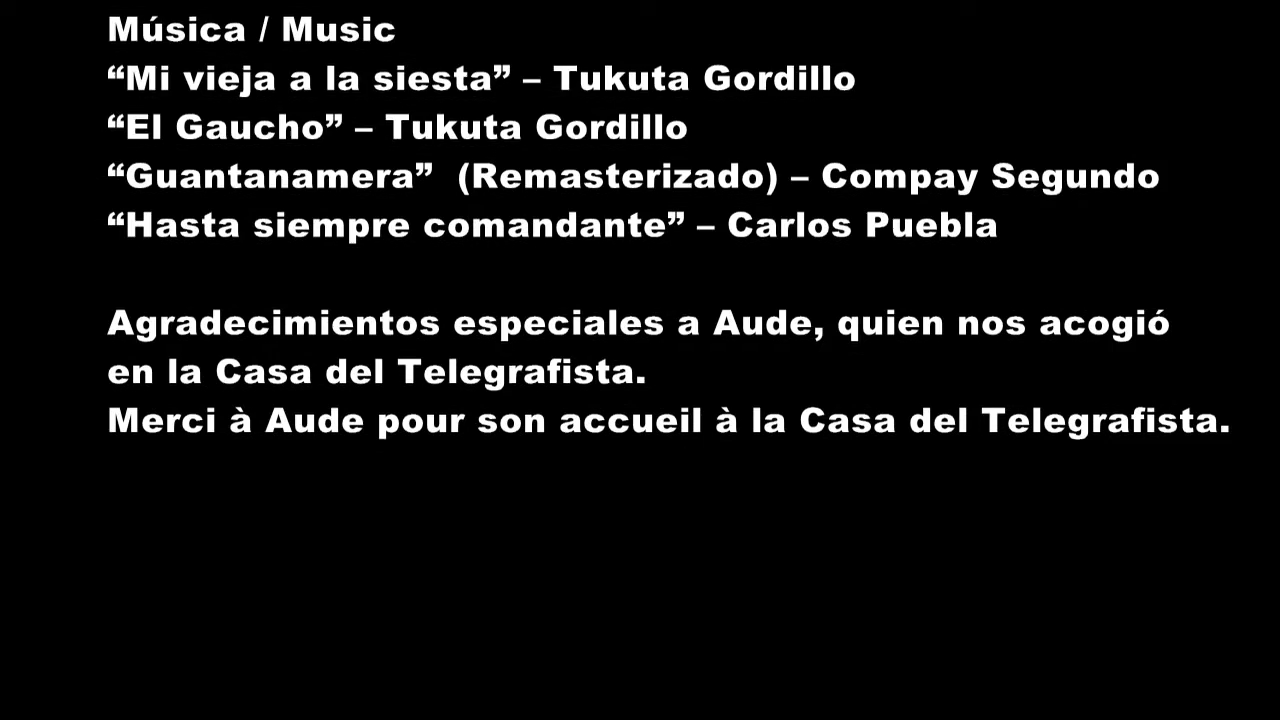 Música / Music
“Mi vieja a la siesta” – Tukuta Gordillo
“El Gaucho” – Tukuta Gordillo
“Guantanamera”  (Remasterizado) – Compay Segundo
“Hasta siempre comandante” – Carlos Puebla
Agradecimientos especiales a Aude, quien nos acogió
en la Casa del Telegrafista.
Merci à Aude pour son accueil à la Casa del Telegrafista.